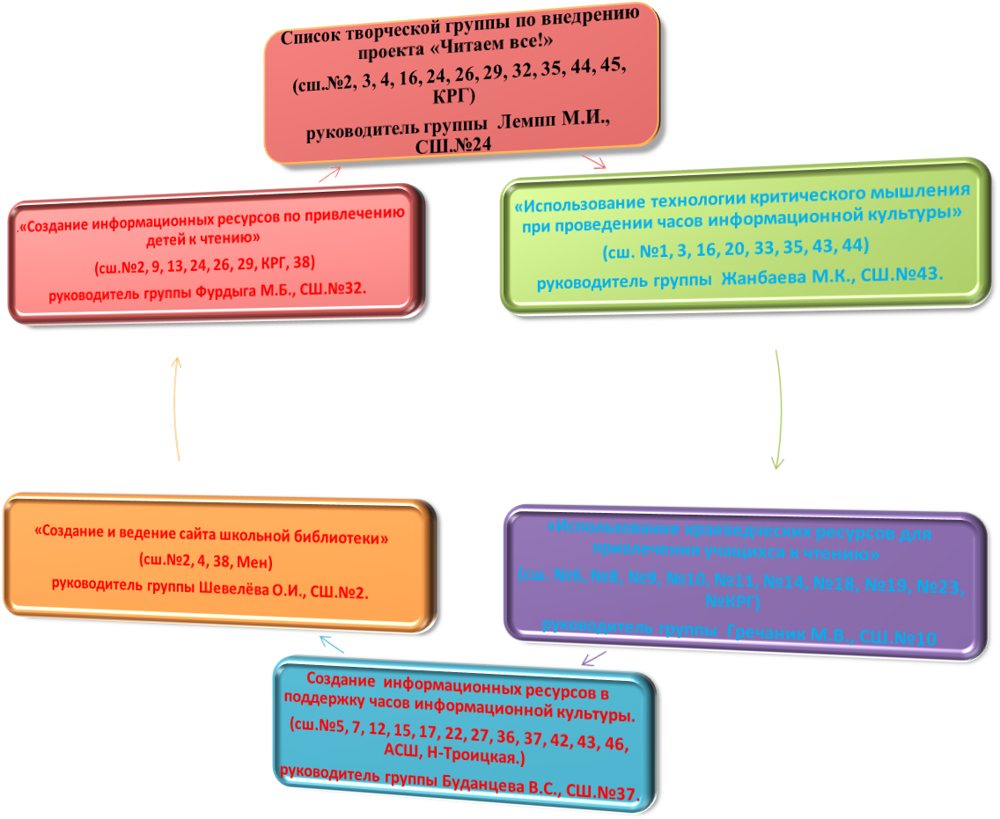 Список творческой группы по внедрению
проекта «Читаем все!»
(сш.№2, 3, 4, 16, 24, 26, 29, 32, 35, 44, 45,
КРГ)
руководитель группы Лемпп М.И.,
СШ.№24
«Использование технологии критического мышления
при проведении часов информационной культуры»
(сш. №1, 3, 16, 20, 33, 35, 43, 44)
руководитель группы Жанбаева М.К., СШ.№43.
«Использование краеведческих ресурсов для
привлечения учащихся к чтению»
(сш. №6, №8, №9, №10, №11, №14, №18, №19, №23,
№КРГ)
руководитель группы Гречаник М.В., СШ.№10
Создание информационных ресурсов в
поддержку часов информационной культуры.
(сш.№5, 7, 12, 15, 17, 22, 27, 36, 37, 42, 43, 46,
АСШ, Н-Троицкая.)
руководитель группы Буданцева В.С., СШ.№37.
«Создание и ведение сайта школьной библиотеки»
(сш.№2, 4, 38, Мен)
руководитель группы Шевелёва О.И., СШ.№2.
.«Создание информационных ресурсов по привлечению
детей к чтению»
(сш.№2, 9, 13, 24, 26, 29, КРГ, 38)
руководитель группы Фурдыга М.Б., СШ.№32.